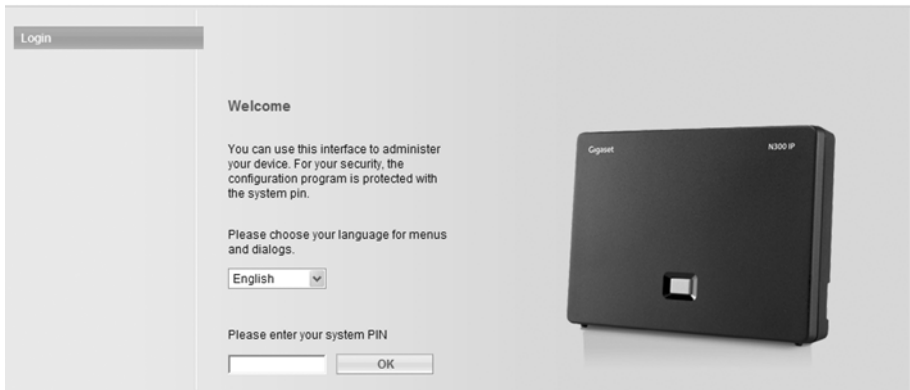 Login
Welcome
You can use this interface to administer
your device. For your security, the
configuration program is protected with
the system pin.
Please choose your language for menus
and dialogs.
English
Please enter your system PIN
OK
Gigaset
N300 IP